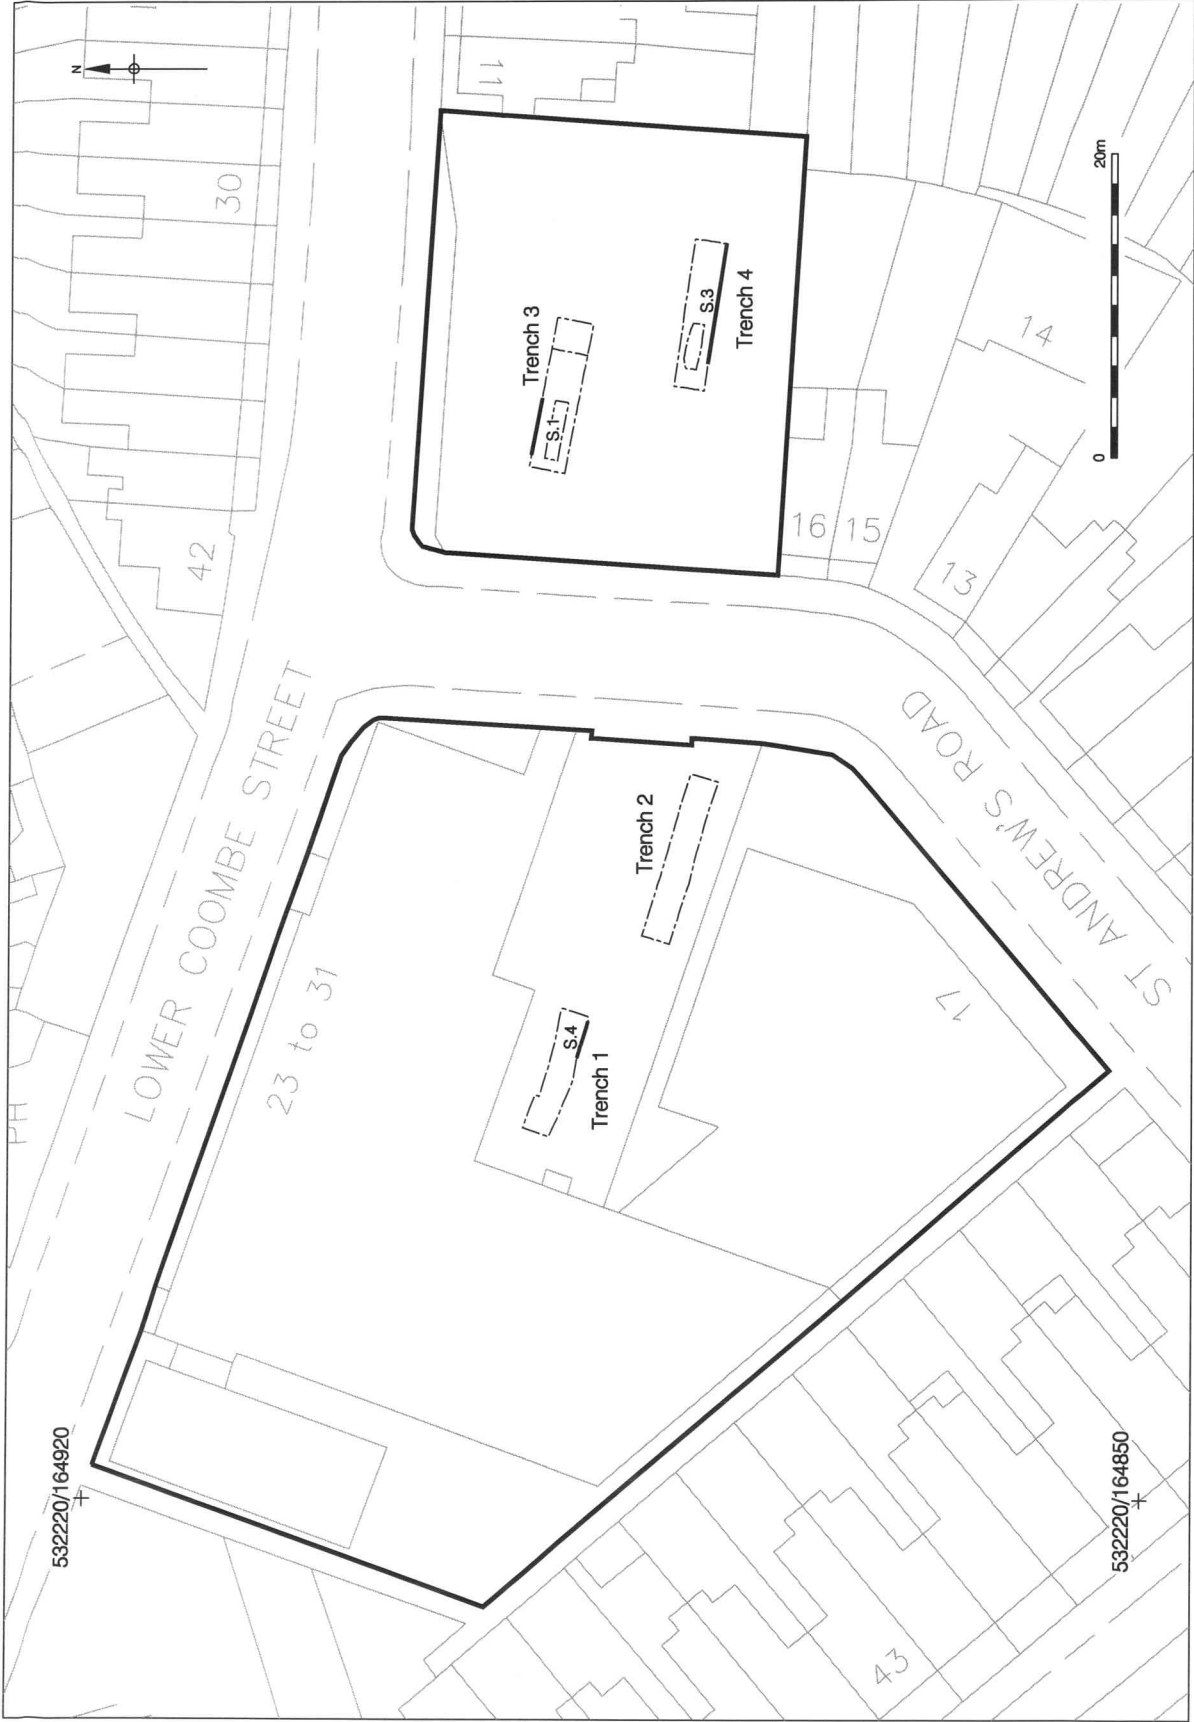 532220/164920
PH
LOWER COOMBE STREET
42
30
11
N
23 to 31
Trench 3
S.1
S.4
Trench 1
Trench 2
S.3
Trench 4
16
15
17
ST ANDREW'S ROAD
13
14
0
20m
43
532220/164850